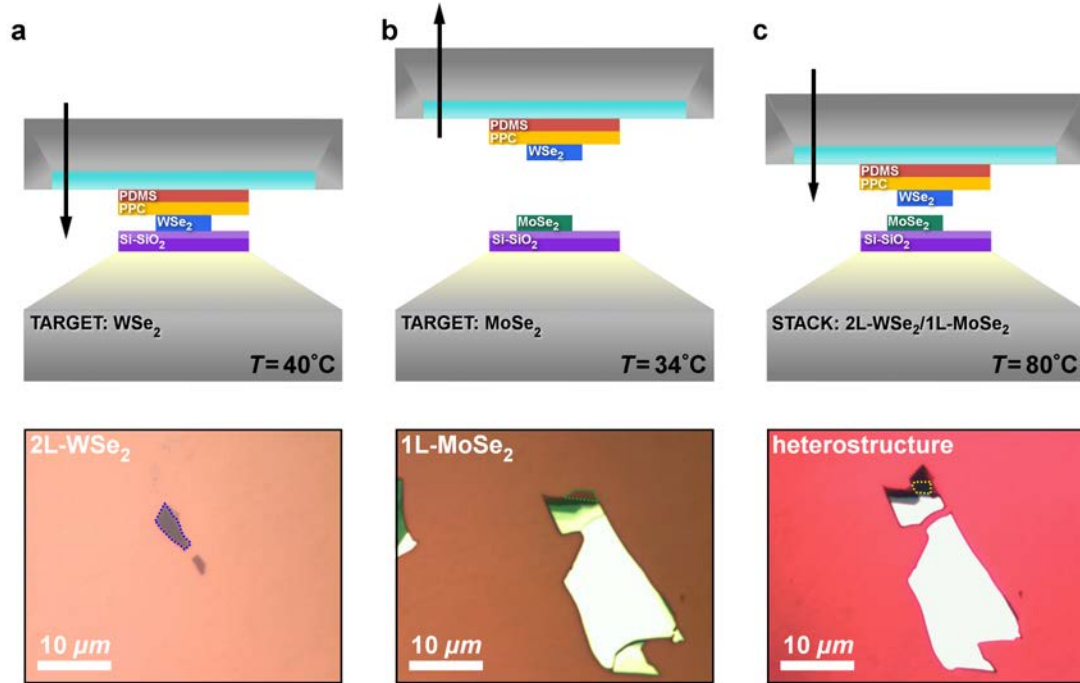 a
PDMS
PPC
WSe₂
Si-SiO₂
TARGET: WSe₂
T = 40°C
b
PDMS
PPC
WSe₂
MoSe₂
Si-SiO₂
TARGET: MoSe₂
T = 34°C
c
PDMS
PPC
WSe₂
MoSe₂
Si-SiO₂
STACK: 2L-WSe₂/1L-MoSe₂
T = 80°C
2L-WSe₂
10 μm
1L-MoSe₂
10 μm
heterostructure
10 μm